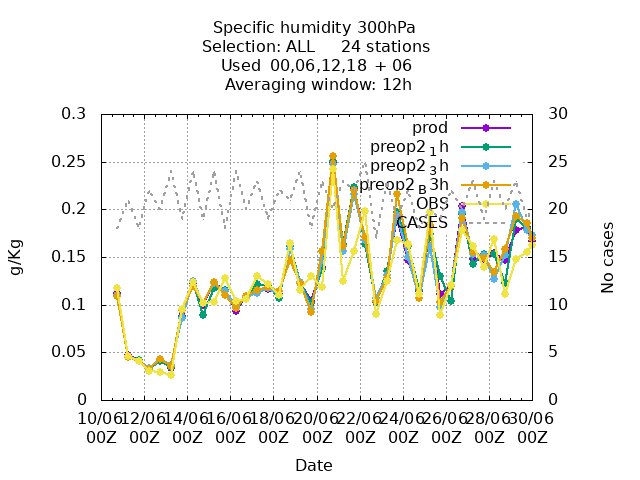 Specific humidity 300hPa
Selection: ALL 24 stations
Used 00,06,12,18 + 06
Averaging window: 12h
0.3 30
prod
preop2_1h
0.25 25
preop2_3h
preop2_B3h
0.2 20
OBS
CASES
0.15 15
0.1 10
0.05 5
0 0
g/Kg
No cases
10/06 12/06 14/06 16/06 18/06 20/06 22/06 24/06 26/06 28/06 30/06
00Z 00Z 00Z 00Z 00Z 00Z 00Z 00Z 00Z 00Z 00Z
Date